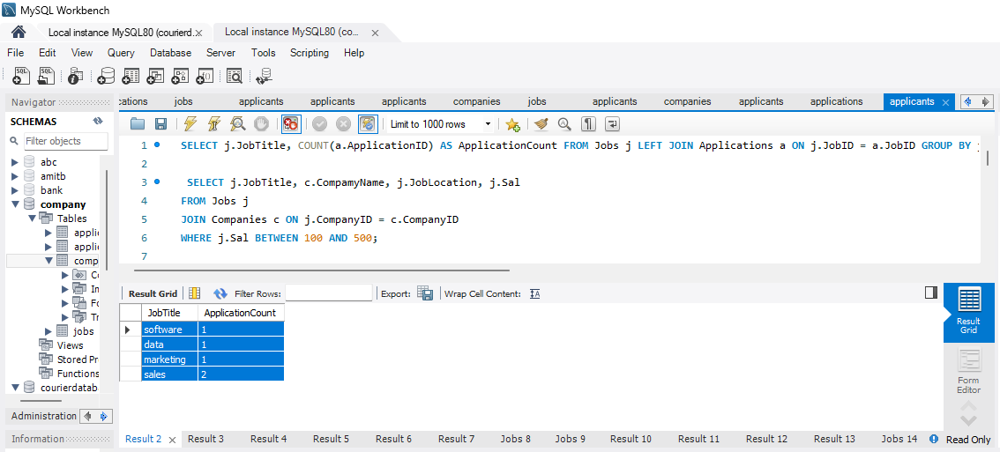 MySQL Workbench
Local instance MySQL80 (courierd... Local instance MySQL80 (co...
File Edit View Query Database Server Tools Scripting Help
Navigator
cations jobs applicants applicants applicants companies jobs applicants companies applicants applications applicants
SCHEMAS
Filter objects
abc
amitb
bank
company
Tables
applic
applic
comp
C
In
Fo
Tr
jobs
Views
Stored Pr
Functions
courierdatab
Administration
Information
Limit to 1000 rows
1 SELECT j.JobTitle, COUNT(a.ApplicationID) AS ApplicationCount FROM Jobs j LEFT JOIN Applications a ON j.JobID = a.JobID GROUP BY j
2
3 SELECT j.JobTitle, c.CompamyName, j.JobLocation, j.Sal
4 FROM Jobs j
5 JOIN Companies c ON j.CompanyID = c.CompanyID
6 WHERE j.Sal BETWEEN 100 AND 500;
7
Result Grid Filter Rows: Export: Wrap Cell Content:
JobTitle ApplicationCount
software 1
data 1
marketing 1
sales 2
Result
Grid
Form
Editor
Result 2 Result 3 Result 4 Result 5 Result 6 Result 7 Jobs 8 Jobs 9 Result 10 Result 11 Result 12 Result 13 Jobs 14 Read Only